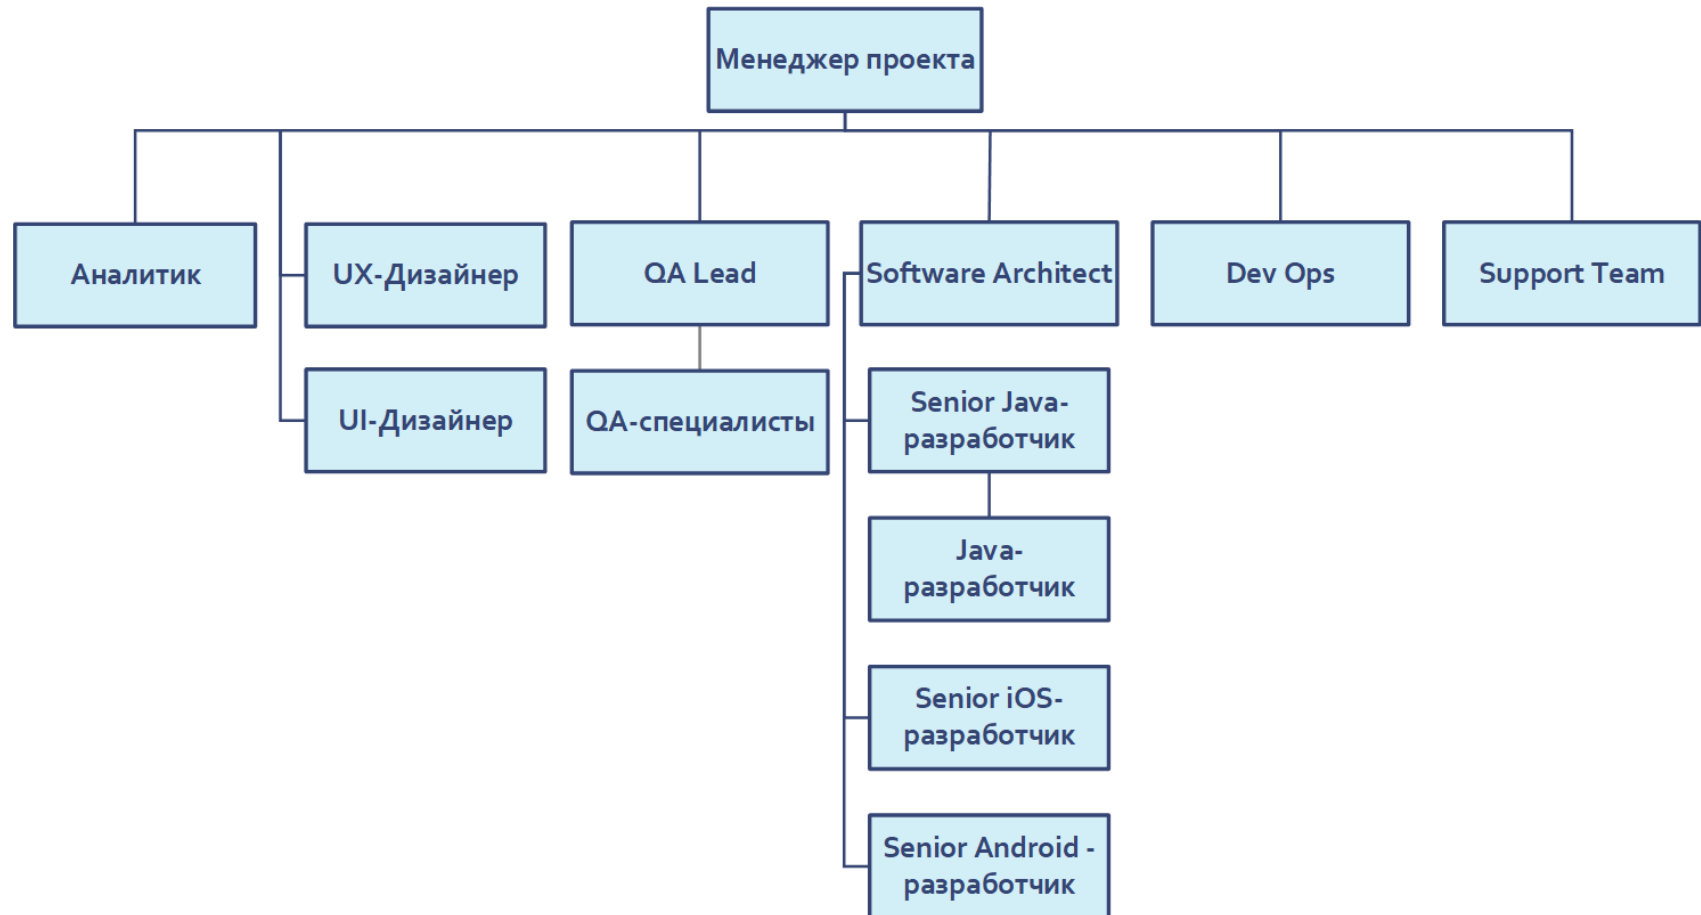 Менеджер проекта
Аналитик
UX-Дизайнер
QA Lead
Software Architect
Dev Ops
Support Team
UI-Дизайнер
QA-специалисты
Senior Java-
разработчик
Java-
разработчик
Senior iOS-
разработчик
Senior Android -
разработчик